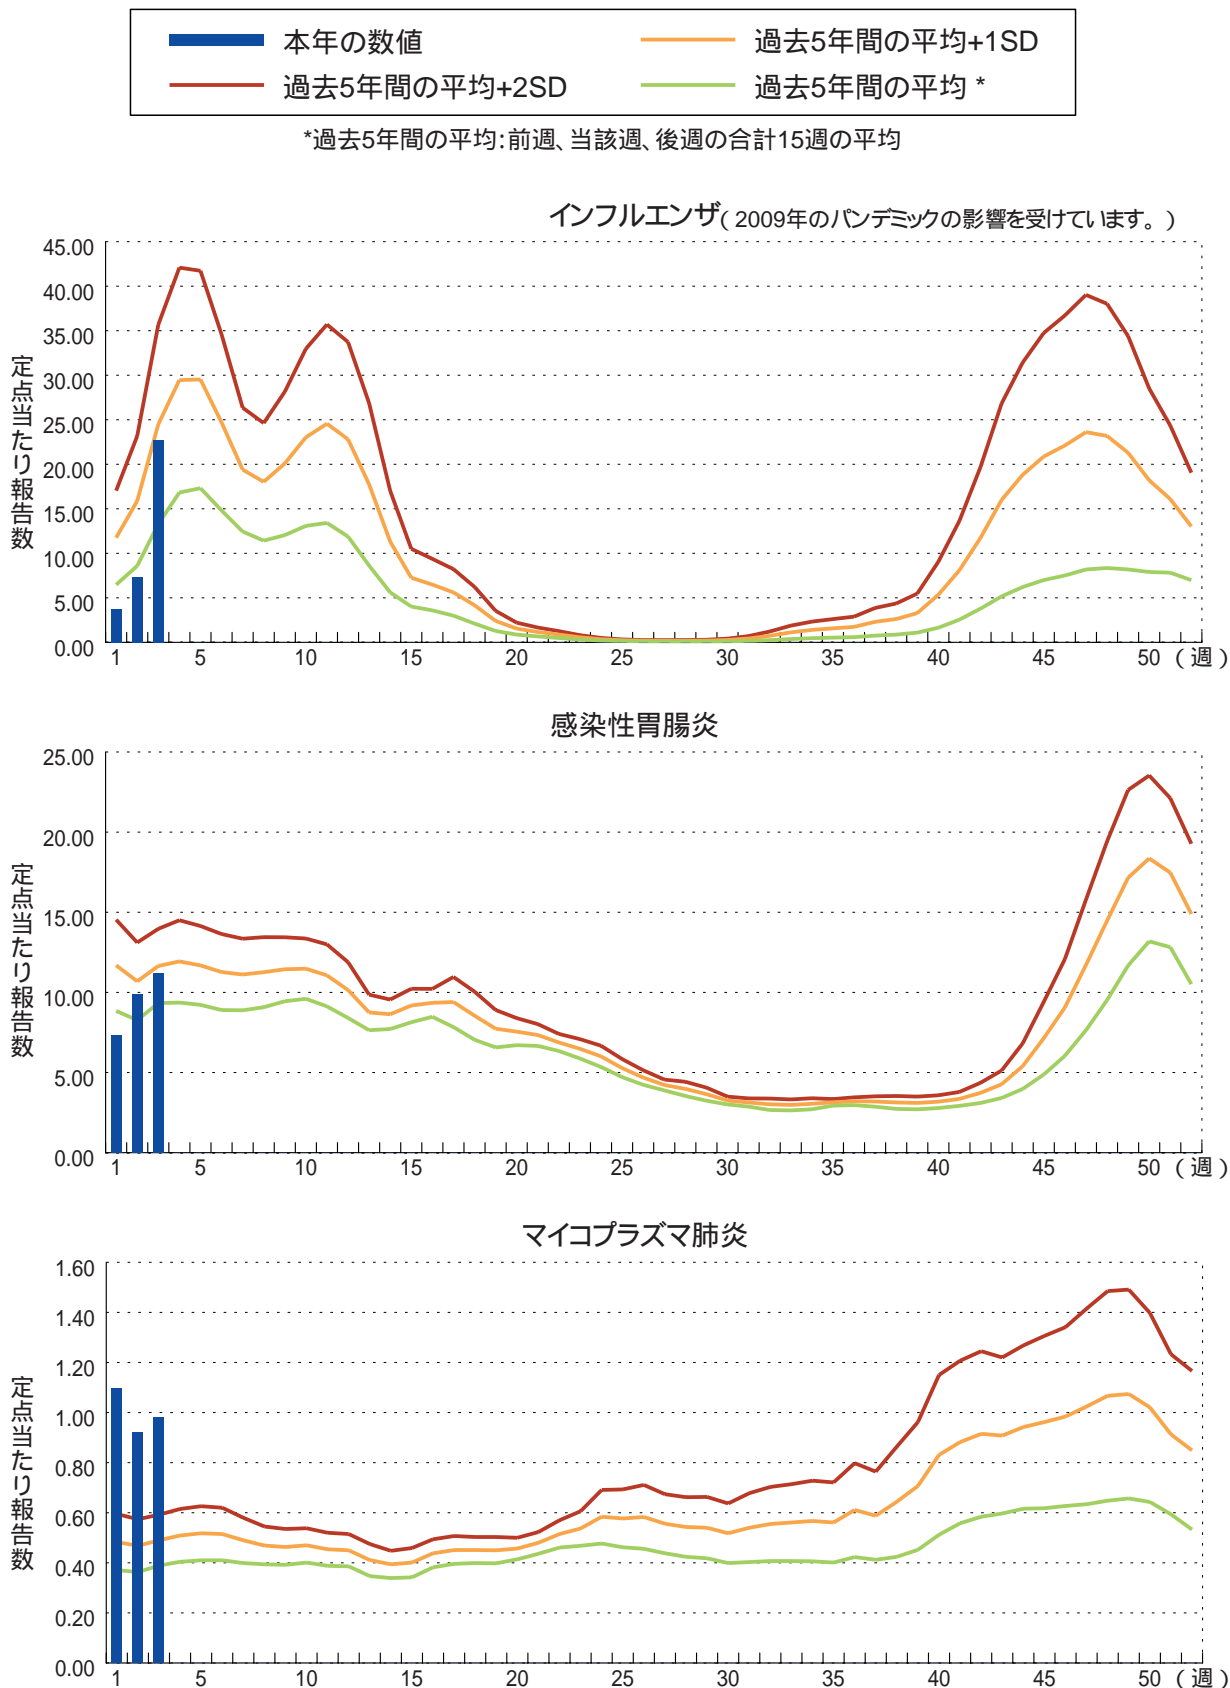 本年の数値
過去5年間の平均+1SD
過去5年間の平均+2SD
過去5年間の平均 *
*過去5年間の平均:前週、当該週、後週の合計15週の平均
インフルエンザ( 2009年のパンデミックの影響を受けています。 )
定点当たり報告数
45.00
40.00
35.00
30.00
25.00
20.00
15.00
10.00
5.00
0.00
1 5 10 15 20 25 30 35 40 45 50 (週)
感染性胃腸炎
定点当たり報告数
25.00
20.00
15.00
10.00
5.00
0.00
1 5 10 15 20 25 30 35 40 45 50 (週)
マイコプラズマ肺炎
定点当たり報告数
1.60
1.40
1.20
1.00
0.80
0.60
0.40
0.20
0.00
1 5 10 15 20 25 30 35 40 45 50 (週)